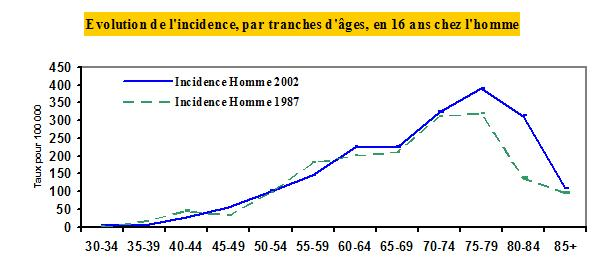 Evolution de l'incidence, par tranches d'âges, en 16 ans chez l'homme
Taux pour 100 000
450
400
350
300
250
200
150
100
50
0
Incidence Homme 2002
Incidence Homme 1987
30-34 35-39 40-44 45-49 50-54 55-59 60-64 65-69 70-74 75-79 80-84 85+